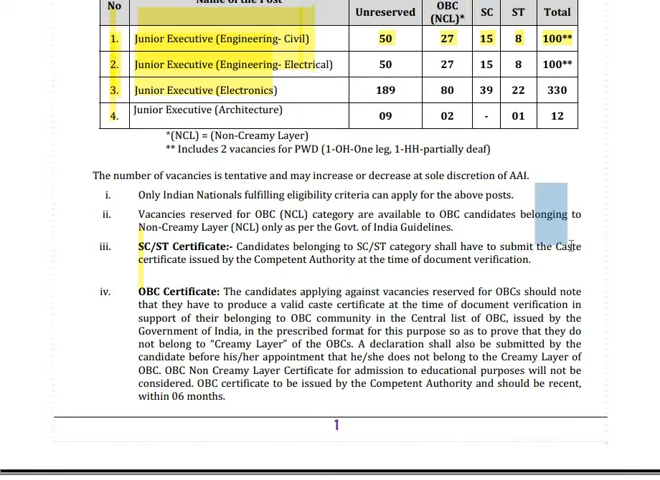 No Name of the Post Unreserved OBC (NCL)* SC ST Total
1. Junior Executive (Engineering- Civil) 50 27 15 8 100**
2. Junior Executive (Engineering- Electrical) 50 27 15 8 100**
3. Junior Executive (Electronics) 189 80 39 22 330
4. Junior Executive (Architecture) 09 02 - 01 12
*(NCL) = (Non-Creamy Layer)
** Includes 2 vacancies for PWD (1-OH-One leg, 1-HH-partially deaf)
The number of vacancies is tentative and may increase or decrease at sole discretion of AAI.
i. Only Indian Nationals fulfilling eligibility criteria can apply for the above posts.
ii. Vacancies reserved for OBC (NCL) category are available to OBC candidates belonging to
Non-Creamy Layer (NCL) only as per the Govt. of India Guidelines.
iii. SC/ST Certificate:- Candidates belonging to SC/ST category shall have to submit the Caste
certificate issued by the Competent Authority at the time of document verification.
iv. OBC Certificate: The candidates applying against vacancies reserved for OBCs should note
that they have to produce a valid caste certificate at the time of document verification in
support of their belonging to OBC community in the Central list of OBC, issued by the
Government of India, in the prescribed format for this purpose so as to prove that they do
not belong to “Creamy Layer” of the OBCs. A declaration shall also be submitted by the
candidate before his/her appointment that he/she does not belong to the Creamy Layer of
OBC. OBC Non Creamy Layer Certificate for admission to educational purposes will not be
considered. OBC certificate to be issued by the Competent Authority and should be recent,
within 06 months.
1